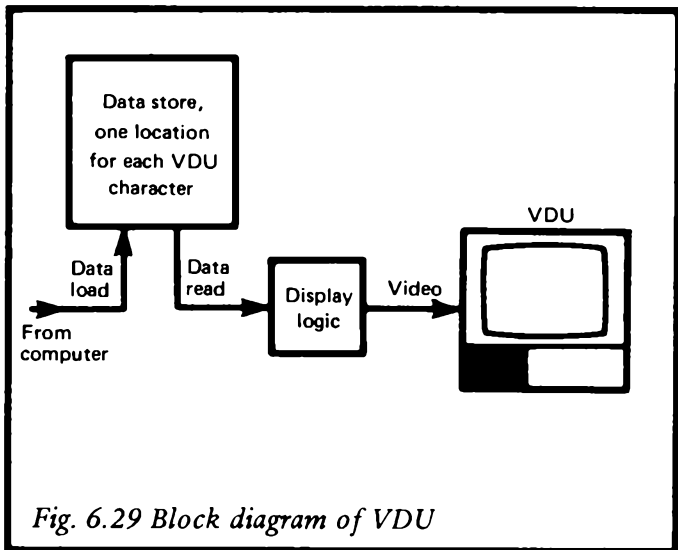 Data store,
one location
for each VDU
character
VDU
Data
load
Data
read
Display
logic
Video
From
computer
Fig. 6.29 Block diagram of VDU